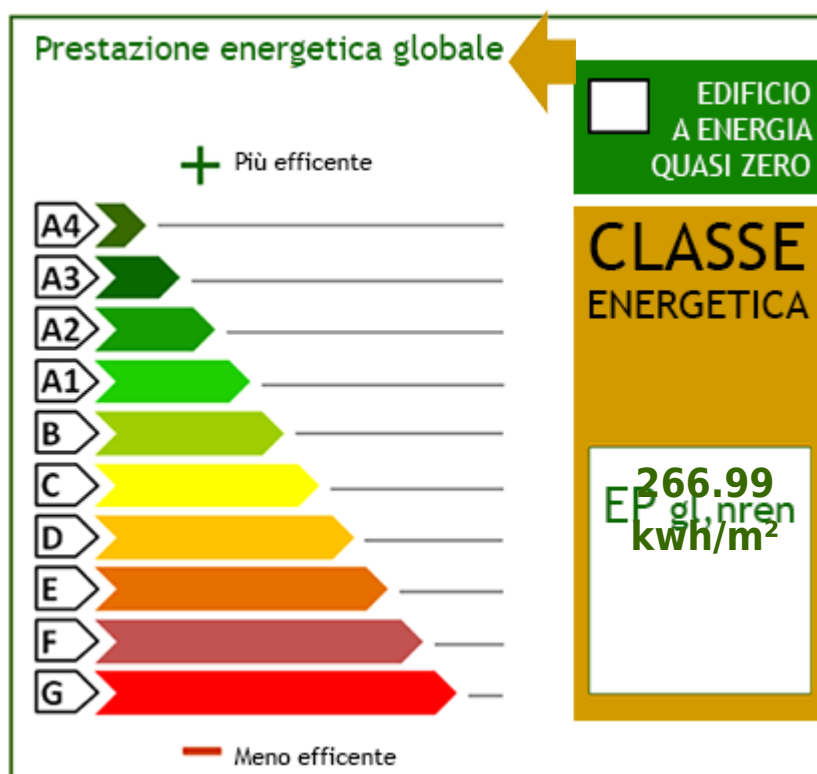 Prestazione energetica globale
EDIFICIO
A ENERGIA
QUASI ZERO
Più efficente
A4
A3
A2
A1
B
C
D
E
F
G
Meno efficente
CLASSE
ENERGETICA
266.99
EP gl,nren
kwh/m²